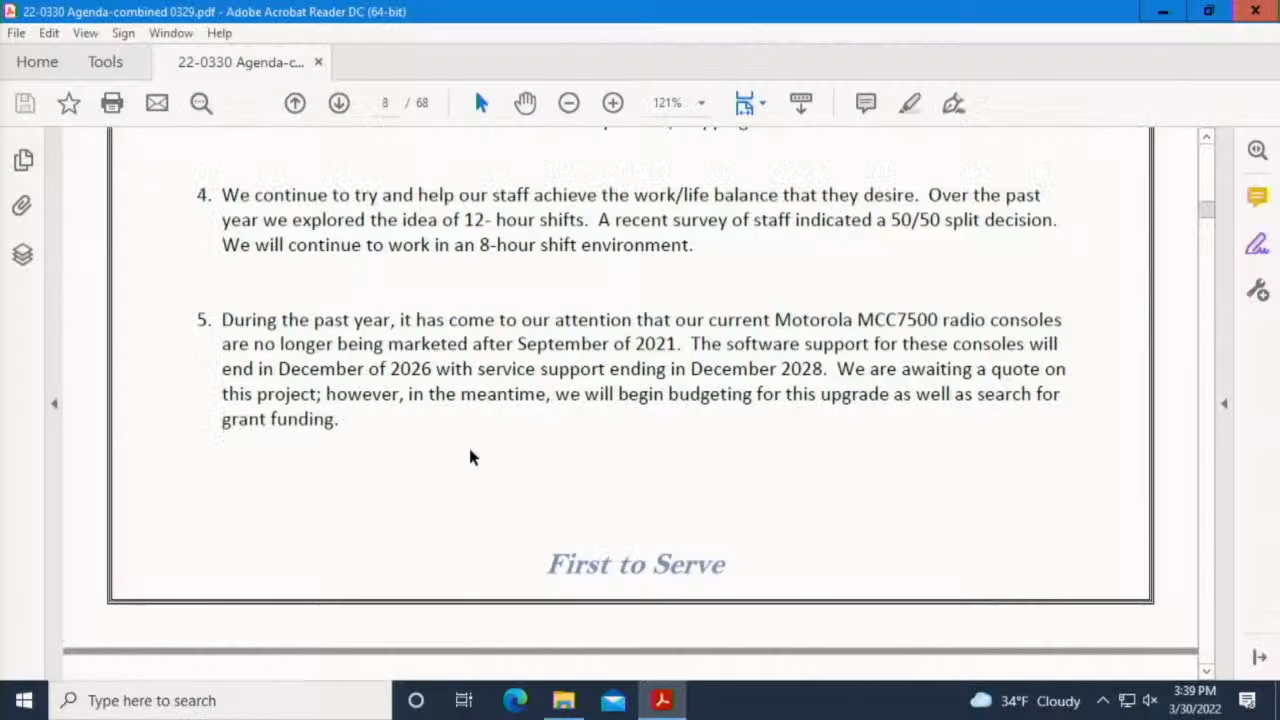 22-0330 Agenda-combined 0329.pdf - Adobe Acrobat Reader DC (64-bit)
File Edit View Sign Window Help
Home Tools 22-0330 Agenda-c... ×
8 / 68 121%
4. We continue to try and help our staff achieve the work/life balance that they desire. Over the past
year we explored the idea of 12- hour shifts. A recent survey of staff indicated a 50/50 split decision.
We will continue to work in an 8-hour shift environment.
5. During the past year, it has come to our attention that our current Motorola MCC7500 radio consoles
are no longer being marketed after September of 2021. The software support for these consoles will
end in December of 2026 with service support ending in December 2028. We are awaiting a quote on
this project; however, in the meantime, we will begin budgeting for this upgrade as well as search for
grant funding.
First to Serve
Type here to search
34°F Cloudy
3:39 PM
3/30/2022